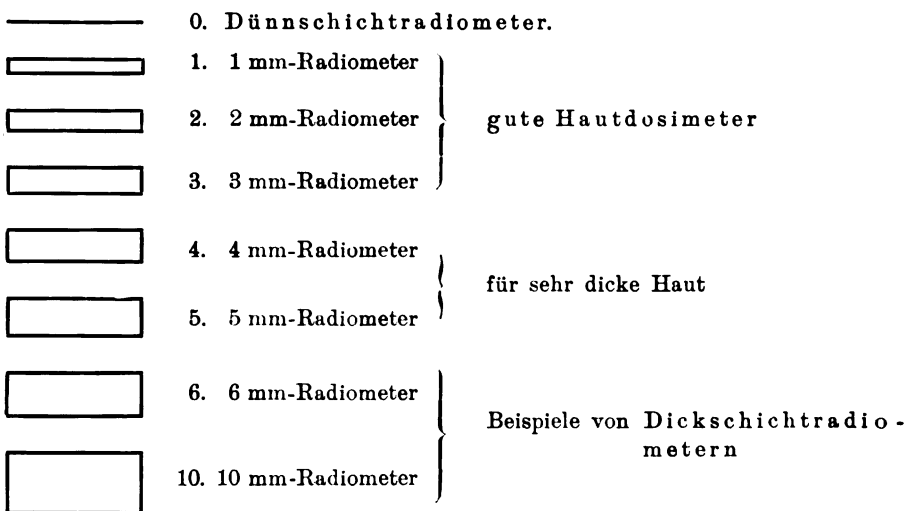 0. Dünnschichtradiometer.
1. 1 mm-Radiometer
2. 2 mm-Radiometer
gute Hautdosimeter
3. 3 mm-Radiometer
4. 4 mm-Radiometer
für sehr dicke Haut
5. 5 mm-Radiometer
6. 6 mm-Radiometer
Beispiele von Dickschichtradio-
metern
10. 10 mm-Radiometer